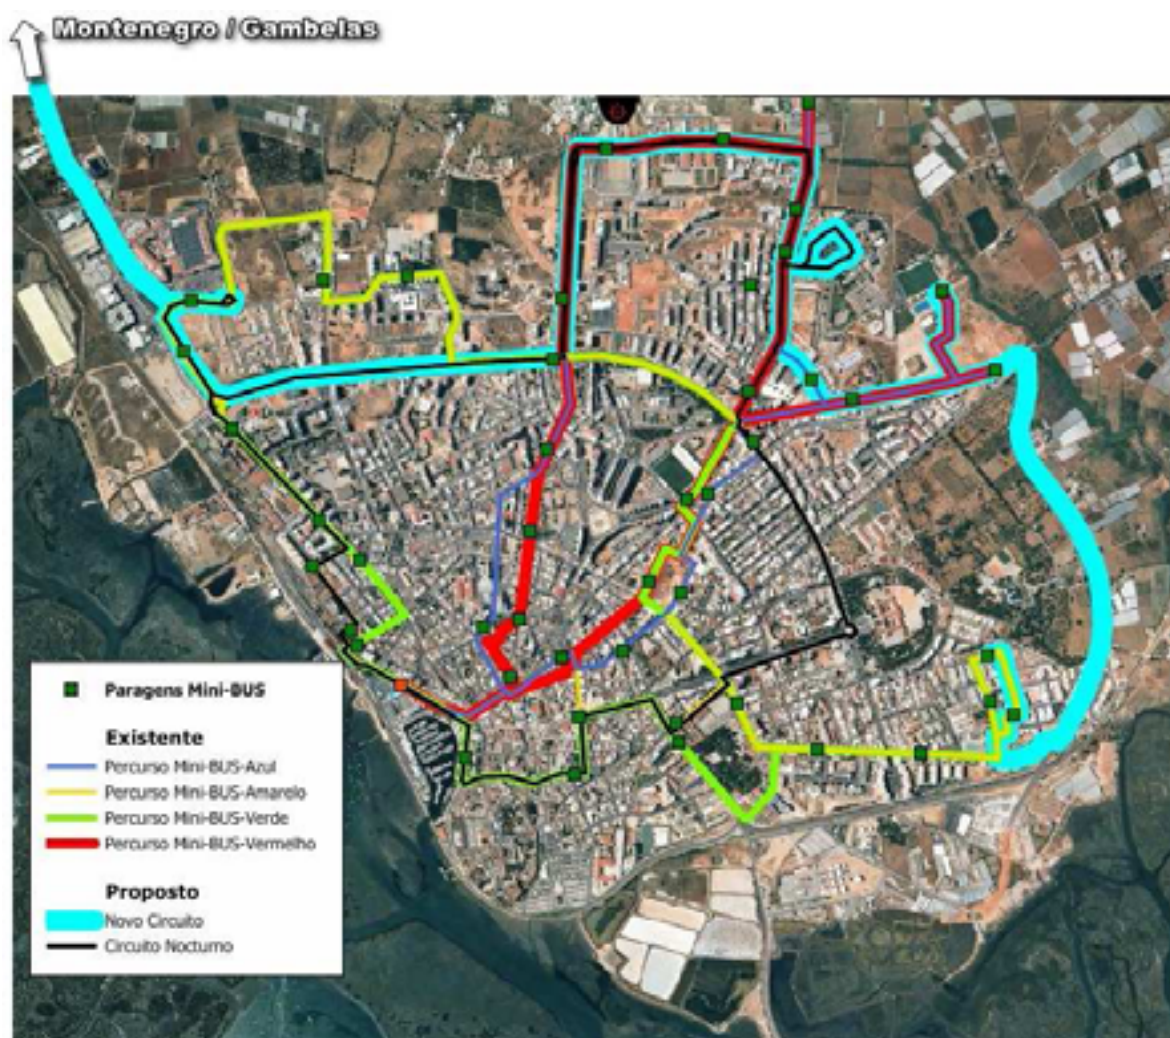 Montenegro / Gambelas
Paragens Mini-BUS
Existente
Percurso Mini-BUS-Azul
Percurso Mini-BUS-Amarelo
Percurso Mini-BUS-Verde
Percurso Mini-BUS-Vermelho
Proposto
Novo Circuito
Circuito Nocturno